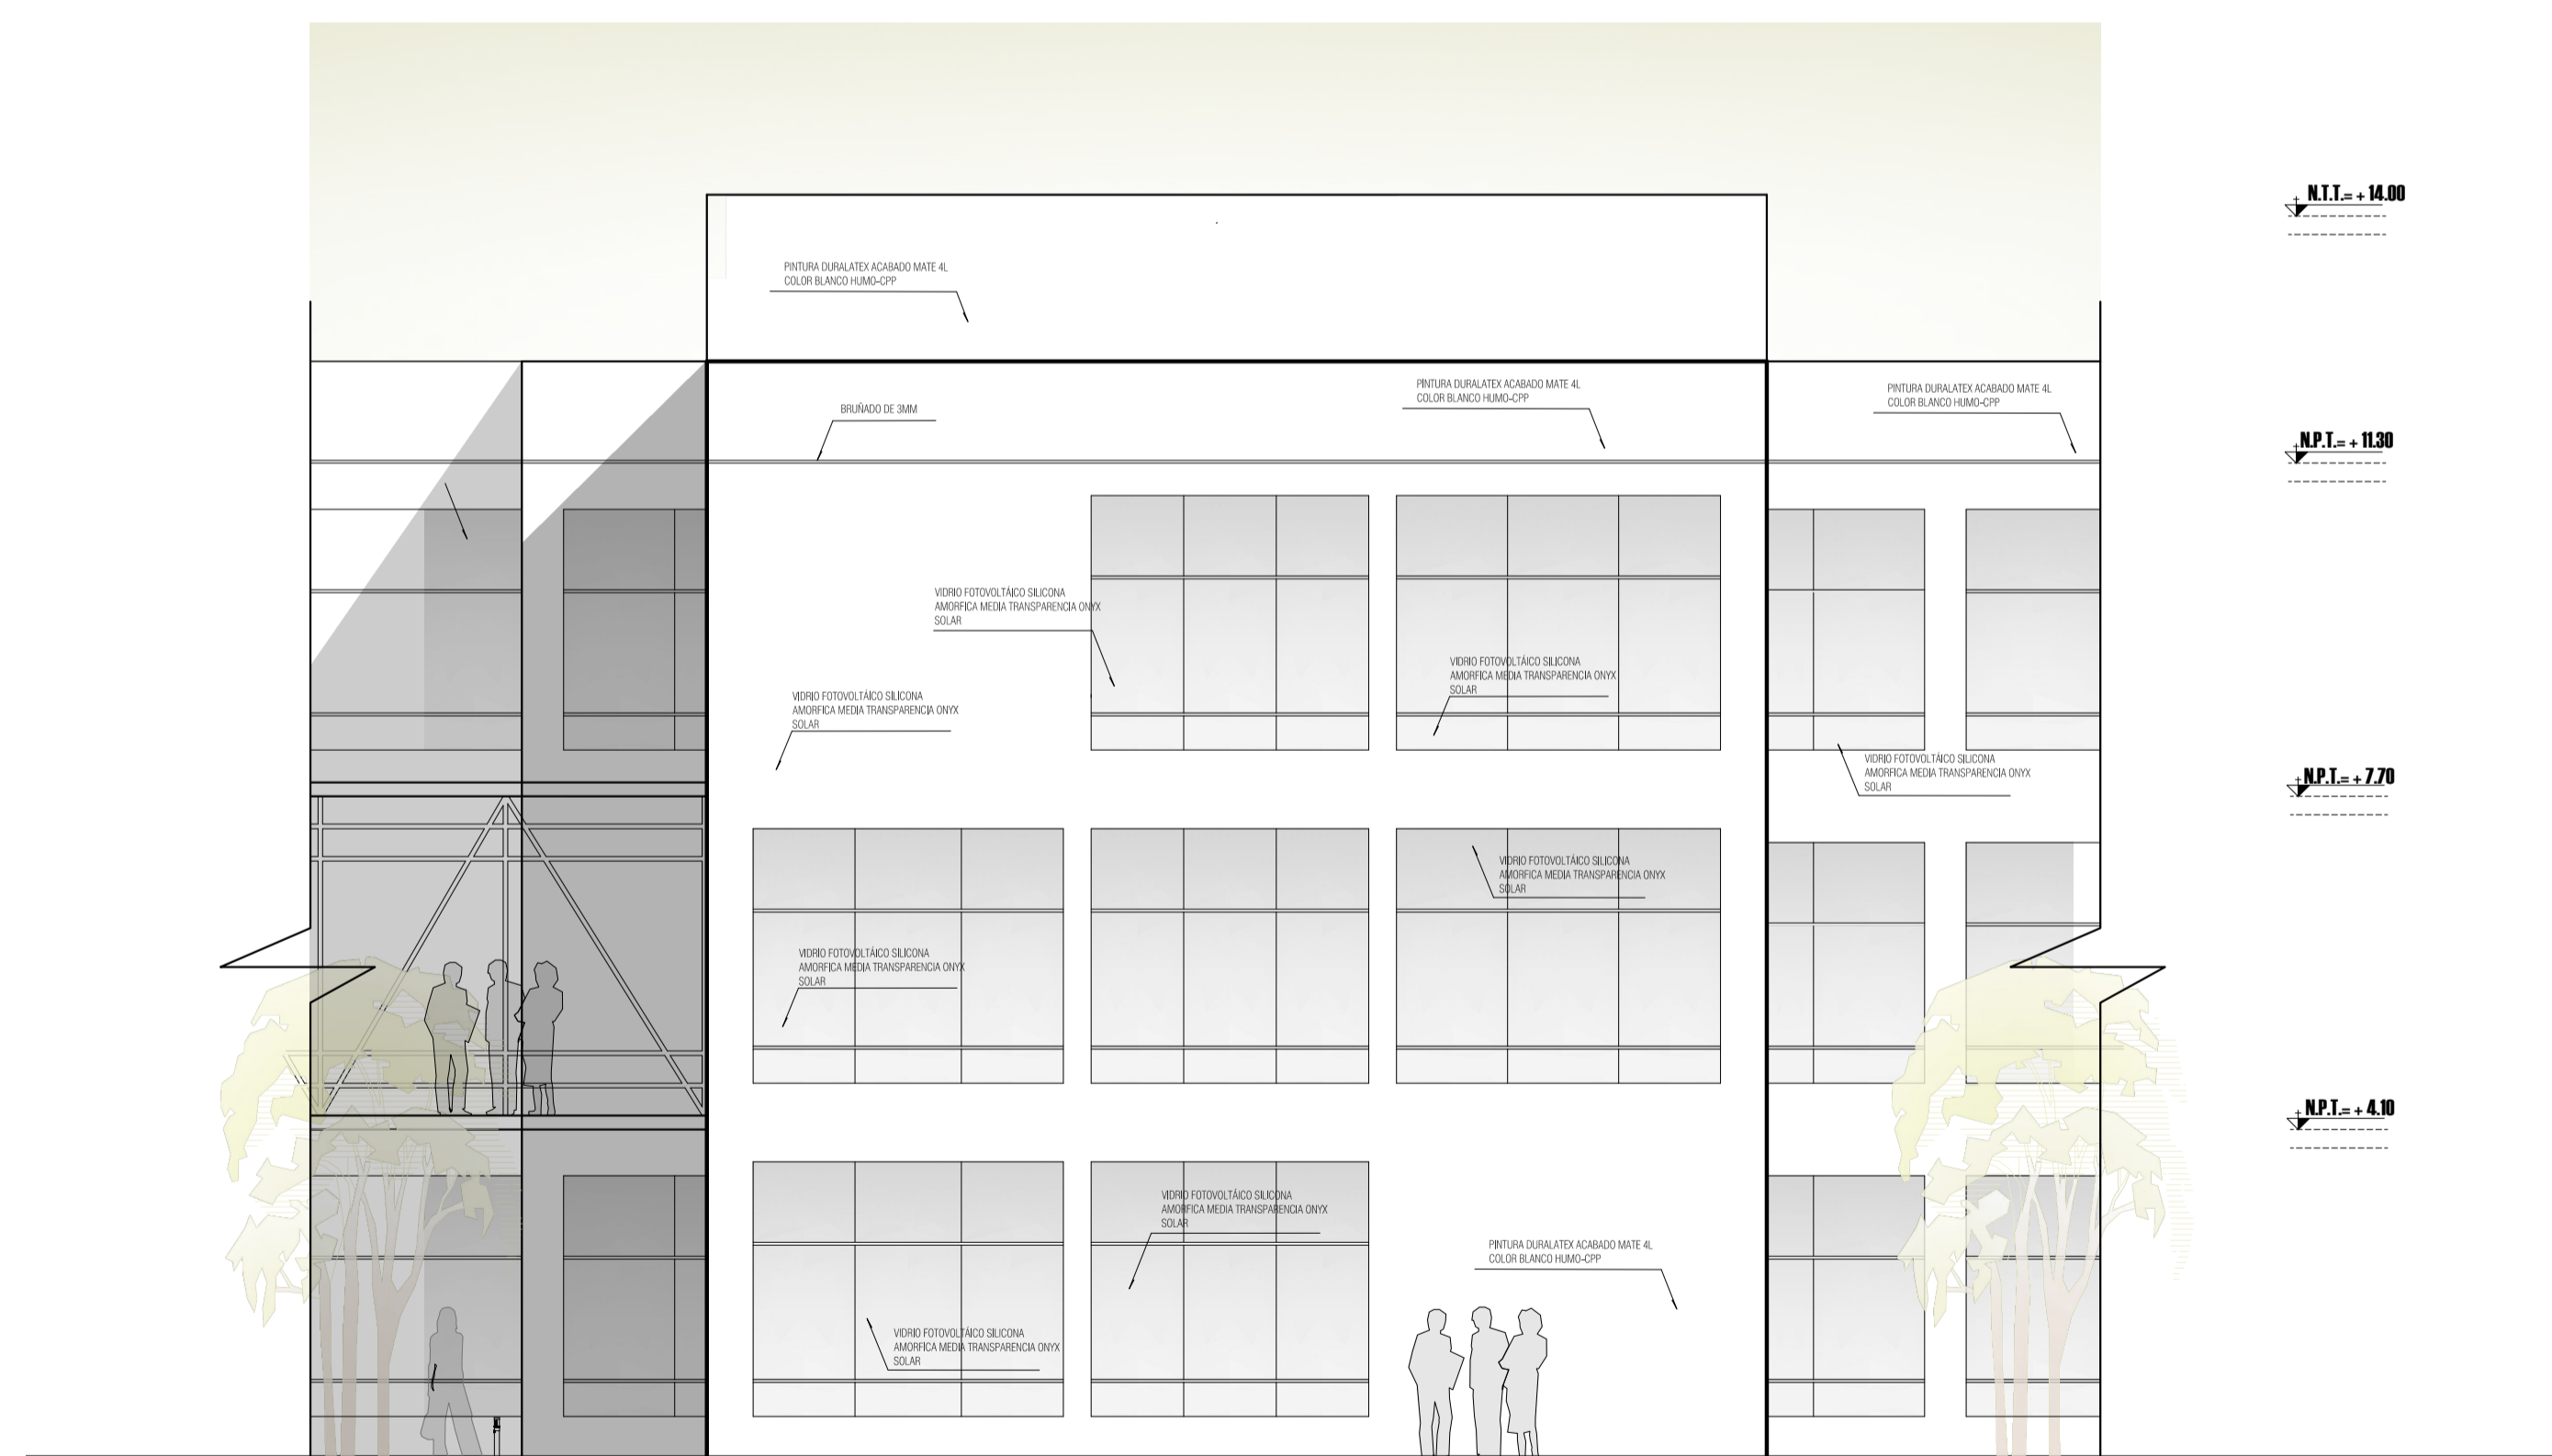 N.T.T.= + 14.00
PINTURA DURALATEX ACABADO MATE 4L
COLOR BLANCO HUMO-CPP
PINTURA DURALATEX ACABADO MATE 4L
COLOR BLANCO HUMO-CPP
PINTURA DURALATEX ACABADO MATE 4L
COLOR BLANCO HUMO-CPP
BRUÑADO DE 3MM
N.P.T.= + 11.30
VIDRIO FOTOVOLTÁICO SILICONA
AMORFICA MEDIA TRANSPARENCIA ONYX
SOLAR
VIDRIO FOTOVOLTÁICO SILICONA
AMORFICA MEDIA TRANSPARENCIA ONYX
SOLAR
VIDRIO FOTOVOLTÁICO SILICONA
AMORFICA MEDIA TRANSPARENCIA ONYX
SOLAR
VIDRIO FOTOVOLTÁICO SILICONA
AMORFICA MEDIA TRANSPARENCIA ONYX
SOLAR
N.P.T.= + 7.70
VIDRIO FOTOVOLTÁICO SILICONA
AMORFICA MEDIA TRANSPARENCIA ONYX
SOLAR
VIDRIO FOTOVOLTÁICO SILICONA
AMORFICA MEDIA TRANSPARENCIA ONYX
SOLAR
N.P.T.= + 4.10
VIDRIO FOTOVOLTÁICO SILICONA
AMORFICA MEDIA TRANSPARENCIA ONYX
SOLAR
PINTURA DURALATEX ACABADO MATE 4L
COLOR BLANCO HUMO-CPP
VIDRIO FOTOVOLTÁICO SILICONA
AMORFICA MEDIA TRANSPARENCIA ONYX
SOLAR